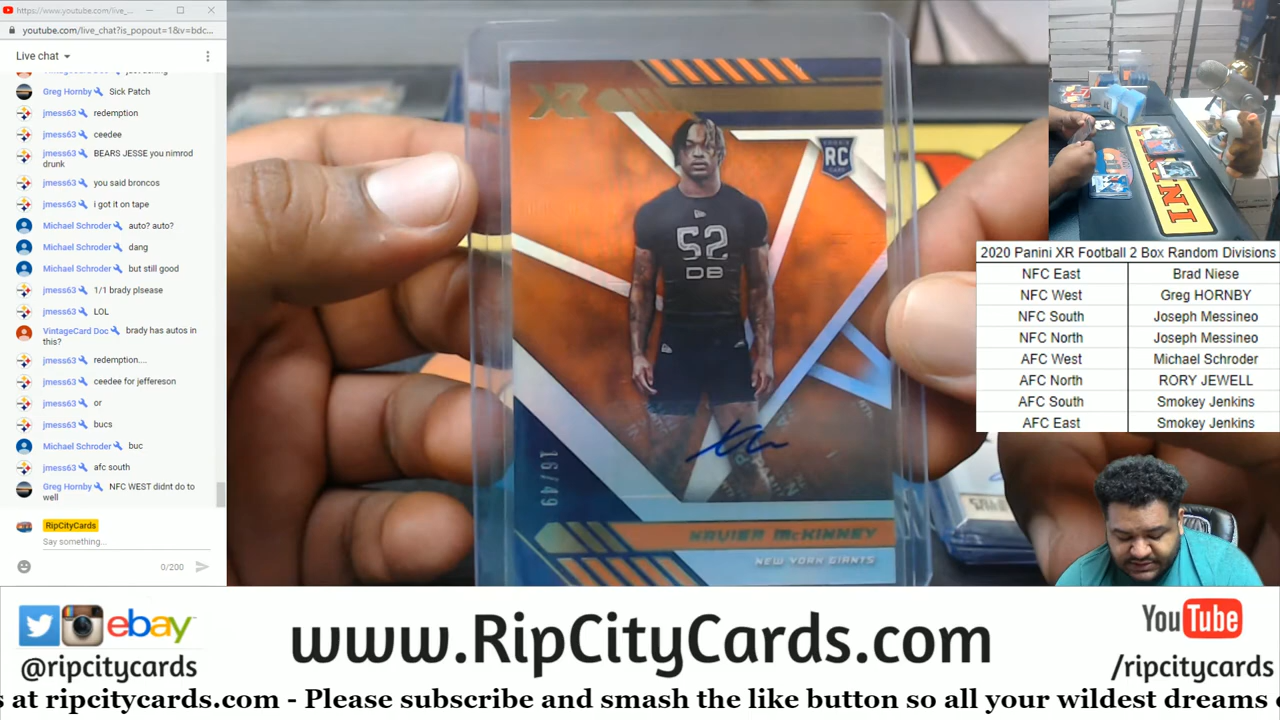 https://www.youtube.com/live_...
youtube.com/live_chat?is_popout=1&v=bdc...
Live chat
Greg Hornby Sick Patch
jmess63 redemption
jmess63 ceedee
jmess63 BEARS JESSE you nimrod
drunk
jmess63 you said broncos
jmess63 i got it on tape
Michael Schroder auto? auto?
Michael Schroder dang
Michael Schroder but still good
jmess63 1/1 brady plsease
jmess63 LOL
VintageCard Doc brady has autos in
this?
jmess63 redemption....
jmess63 ceedee for jeffereson
jmess63 or
jmess63 bucs
Michael Schroder buc
jmess63 afc south
Greg Hornby NFC WEST didnt do to
well
RipCityCards
Say something...
0/200
XR
RC
52
DB
16/49
XAVIER McKINNEY
NEW YORK GIANTS
PANINI
2020 Panini XR Football 2 Box Random Divisions
NFC East Brad Niese
NFC West Greg HORNBY
NFC South Joseph Messineo
NFC North Joseph Messineo
AFC West Michael Schroder
AFC North RORY JEWELL
AFC South Smokey Jenkins
AFC East Smokey Jenkins
ebay
@ripcitycards
www.RipCityCards.com
YouTube
/ripcitycards
s at ripcitycards.com - Please subscribe and smash the like button so all your wildest dreams